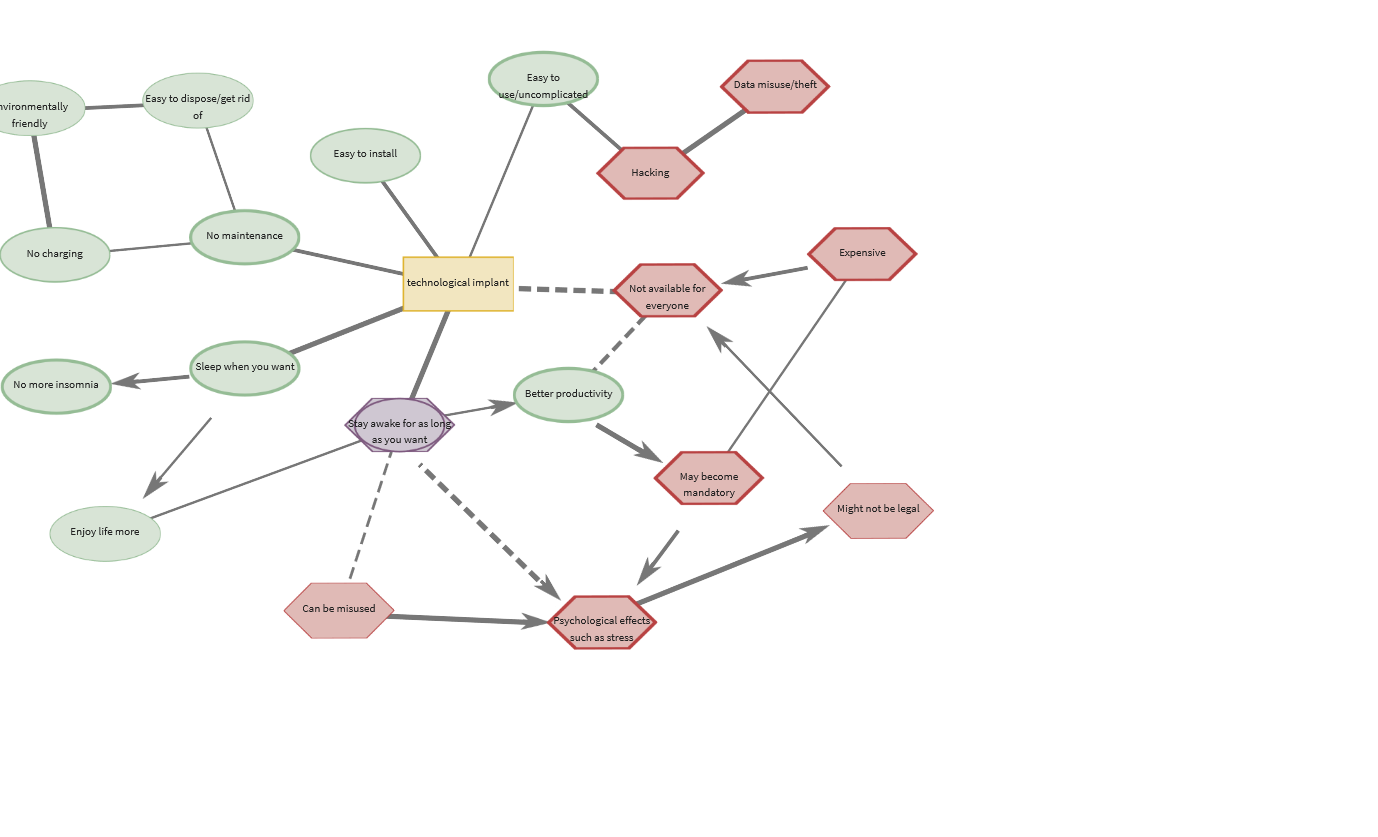 Easy to
use/uncomplicated
Data misuse/theft
nvironmentally
friendly
Easy to dispose/get rid
of
Easy to install
Hacking
No maintenance
No charging
Expensive
technological implant
Not available for
everyone
Sleep when you want
No more insomnia
Better productivity
Stay awake for as long
as you want
May become
mandatory
Might not be legal
Enjoy life more
Can be misused
Psychological effects
such as stress